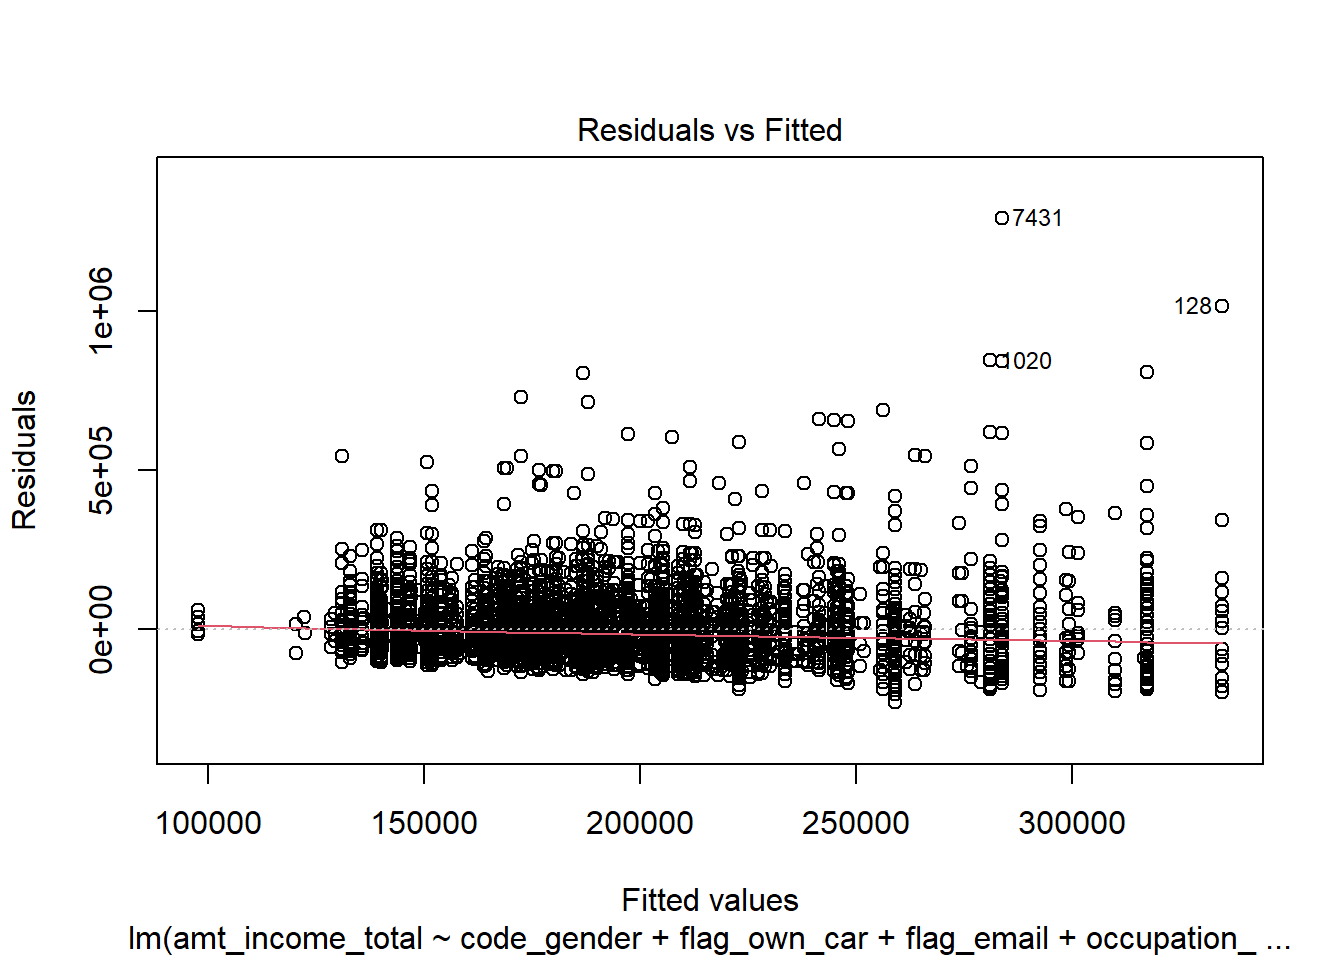 Residuals vs Fitted
7431
128
1020
Residuals
1e+06
5e+05
0e+00
100000 150000 200000 250000 300000
Fitted values
lm(amt_income_total ~ code_gender + flag_own_car + flag_email + occupation_ ...